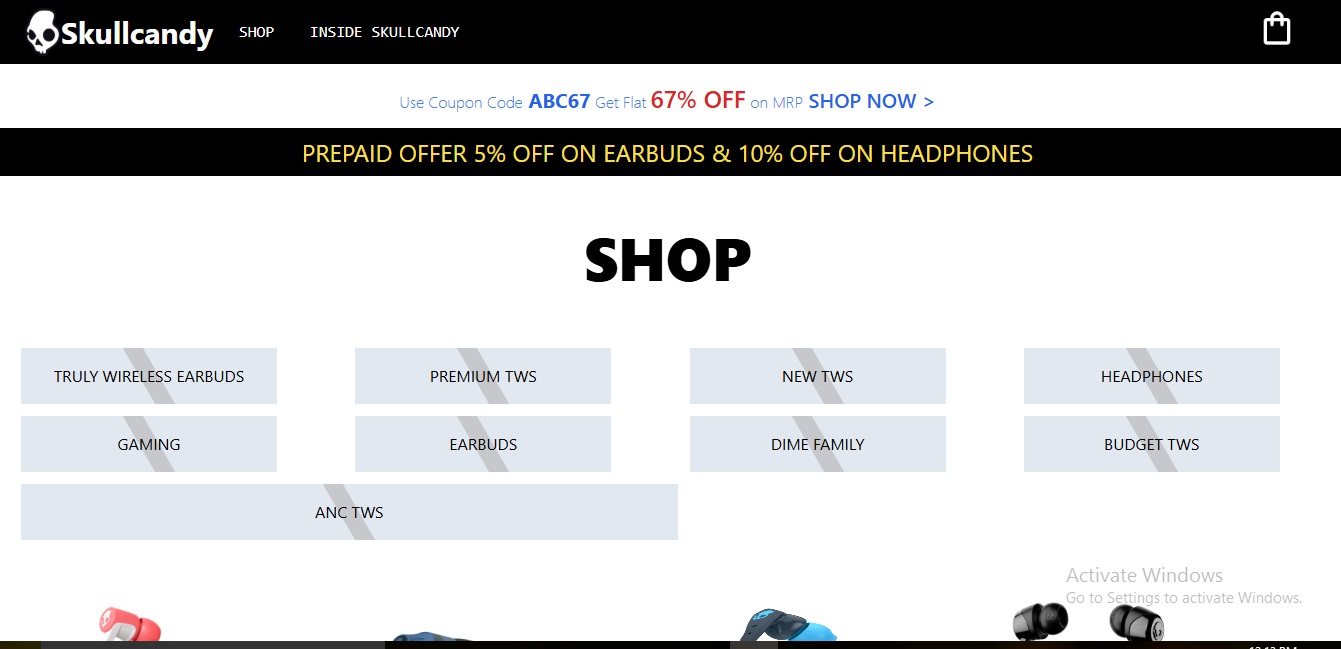 Skullcandy SHOP INSIDE SKULLCANDY
Use Coupon Code ABC67 Get Flat 67% OFF on MRP SHOP NOW >
PREPAID OFFER 5% OFF ON EARBUDS & 10% OFF ON HEADPHONES
SHOP
TRULY WIRELESS EARBUDS PREMIUM TWS NEW TWS HEADPHONES
GAMING EARBUDS DIME FAMILY BUDGET TWS
ANC TWS
Activate Windows
Go to Settings to activate Windows.